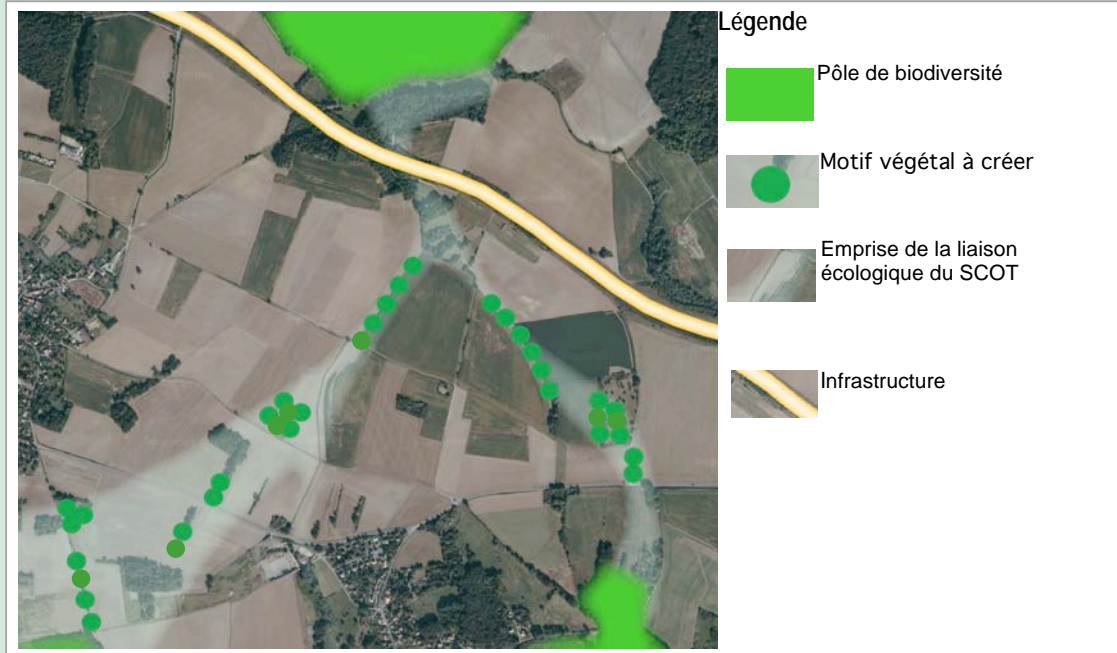 Légende
Pôle de biodiversité
Motif végétal à créer
Emprise de la liaison
écologique du SCOT
Infrastructure